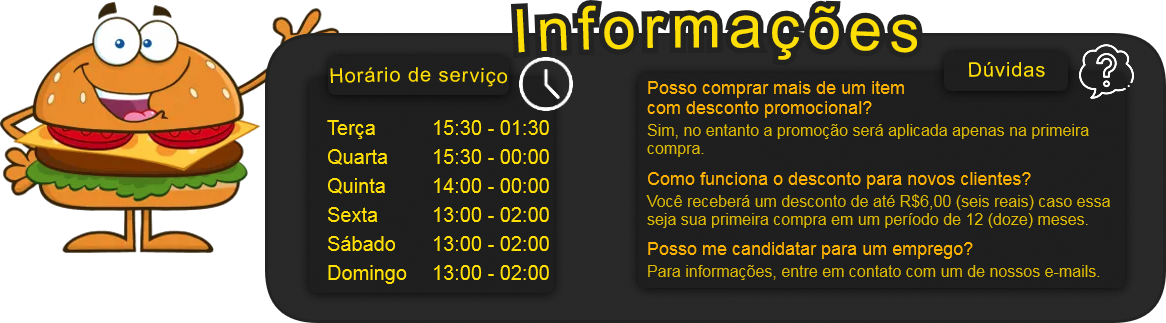 Informações
Horário de serviço
Terça 15:30 - 01:30
Quarta 15:30 - 00:00
Quinta 14:00 - 00:00
Sexta 13:00 - 02:00
Sábado 13:00 - 02:00
Domingo 13:00 - 02:00
Dúvidas
?
Posso comprar mais de um item
com desconto promocional?
Sim, no entanto a promoção será aplicada apenas na primeira
compra.
Como funciona o desconto para novos clientes?
Você receberá um desconto de até R$6,00 (seis reais) caso essa
seja sua primeira compra em um período de 12 (doze) meses.
Posso me candidatar para um emprego?
Para informações, entre em contato com um de nossos e-mails.